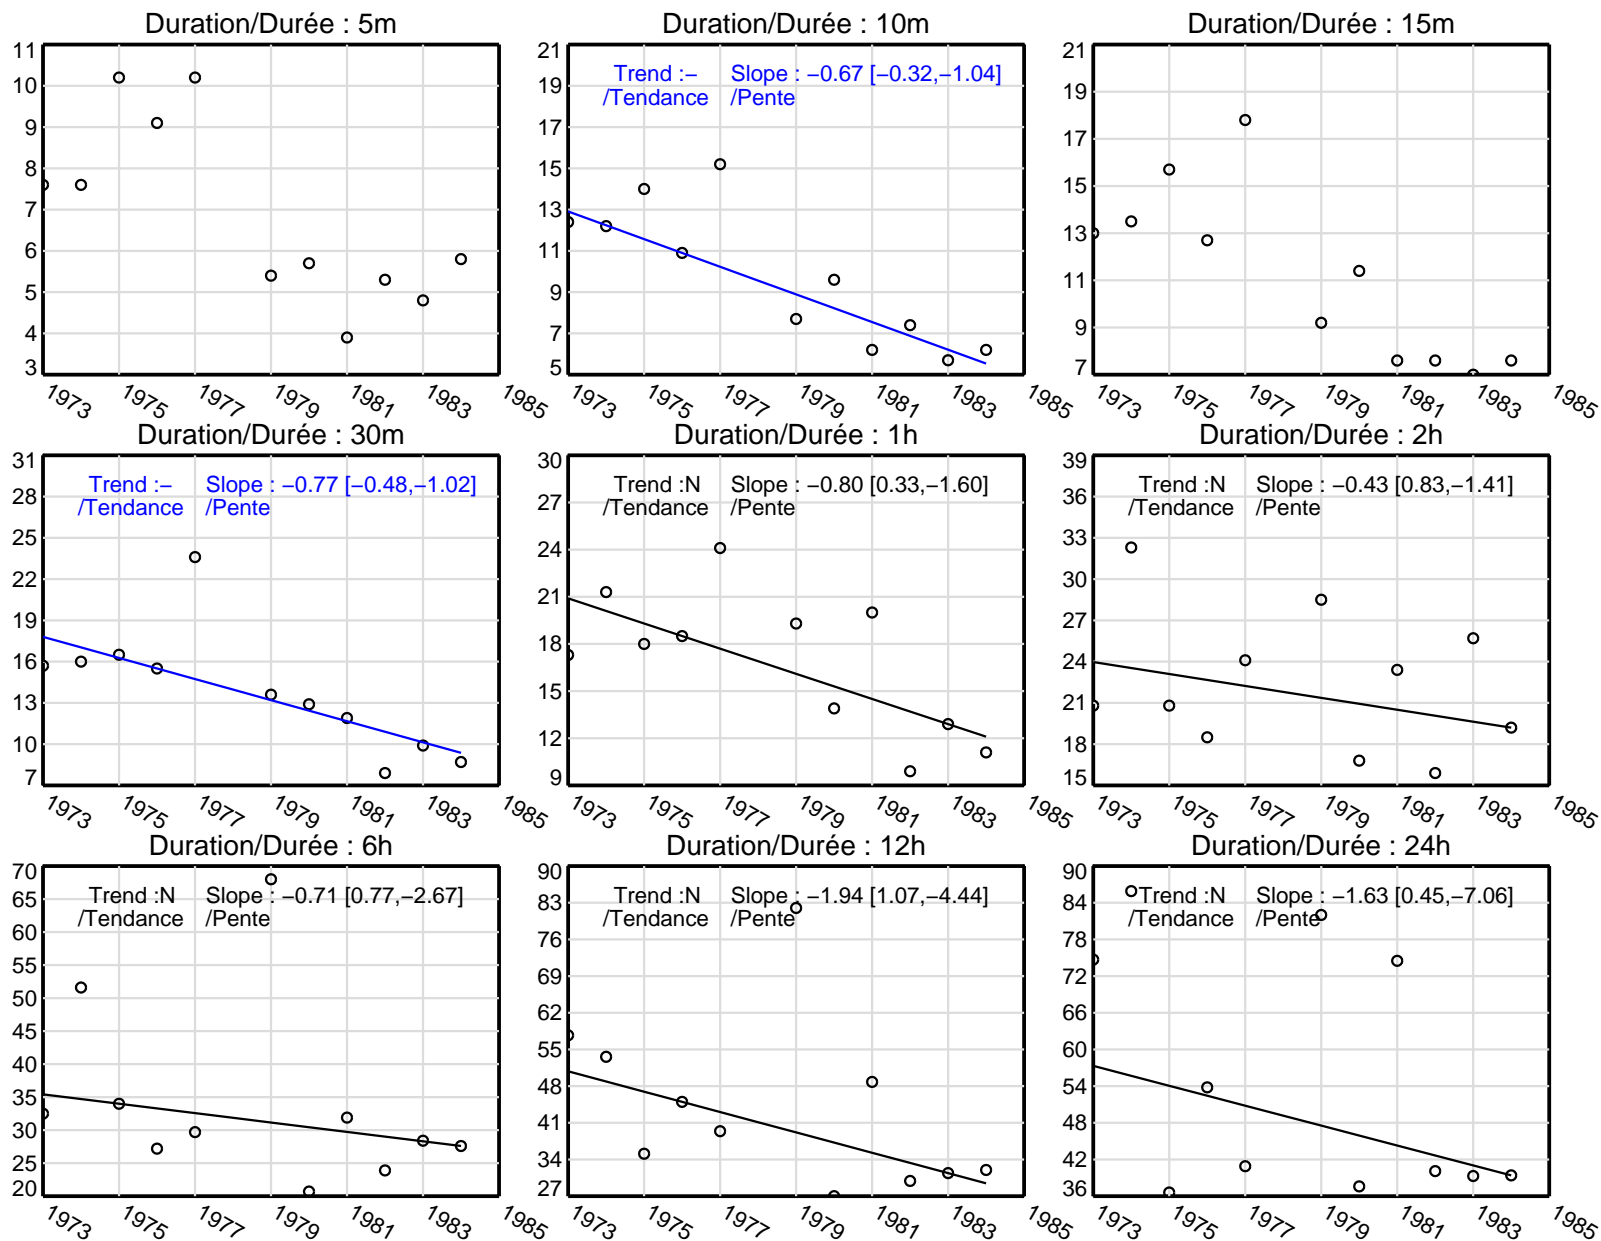 Duration/Durée : 5m
11
10
9
8
7
6
5
4
3
1973 1975 1977 1979 1981 1983 1985
Duration/Durée : 10m
Trend :− Slope : −0.67 [−0.32,−1.04]
/Tendance /Pente
21
19
17
15
13
11
9
7
5
1973 1975 1977 1979 1981 1983 1985
Duration/Durée : 15m
21
19
17
15
13
11
9
7
1973 1975 1977 1979 1981 1983 1985
Duration/Durée : 30m
Trend :− Slope : −0.77 [−0.48,−1.02]
/Tendance /Pente
31
28
25
22
19
16
13
10
7
1973 1975 1977 1979 1981 1983 1985
Duration/Durée : 1h
Trend :N Slope : −0.80 [0.33,−1.60]
/Tendance /Pente
30
27
24
21
18
15
12
9
1973 1975 1977 1979 1981 1983 1985
Duration/Durée : 2h
Trend :N Slope : −0.43 [0.83,−1.41]
/Tendance /Pente
39
36
33
30
27
24
21
18
15
1973 1975 1977 1979 1981 1983 1985
Duration/Durée : 6h
Trend :N Slope : −0.71 [0.77,−2.67]
/Tendance /Pente
70
65
60
55
50
45
40
35
30
25
20
1973 1975 1977 1979 1981 1983 1985
Duration/Durée : 12h
Trend :N Slope : −1.94 [1.07,−4.44]
/Tendance /Pente
90
83
76
69
62
55
48
41
34
27
1973 1975 1977 1979 1981 1983 1985
Duration/Durée : 24h
Trend :N Slope : −1.63 [0.45,−7.06]
/Tendance /Pente
90
84
78
72
66
60
54
48
42
36
1973 1975 1977 1979 1981 1983 1985